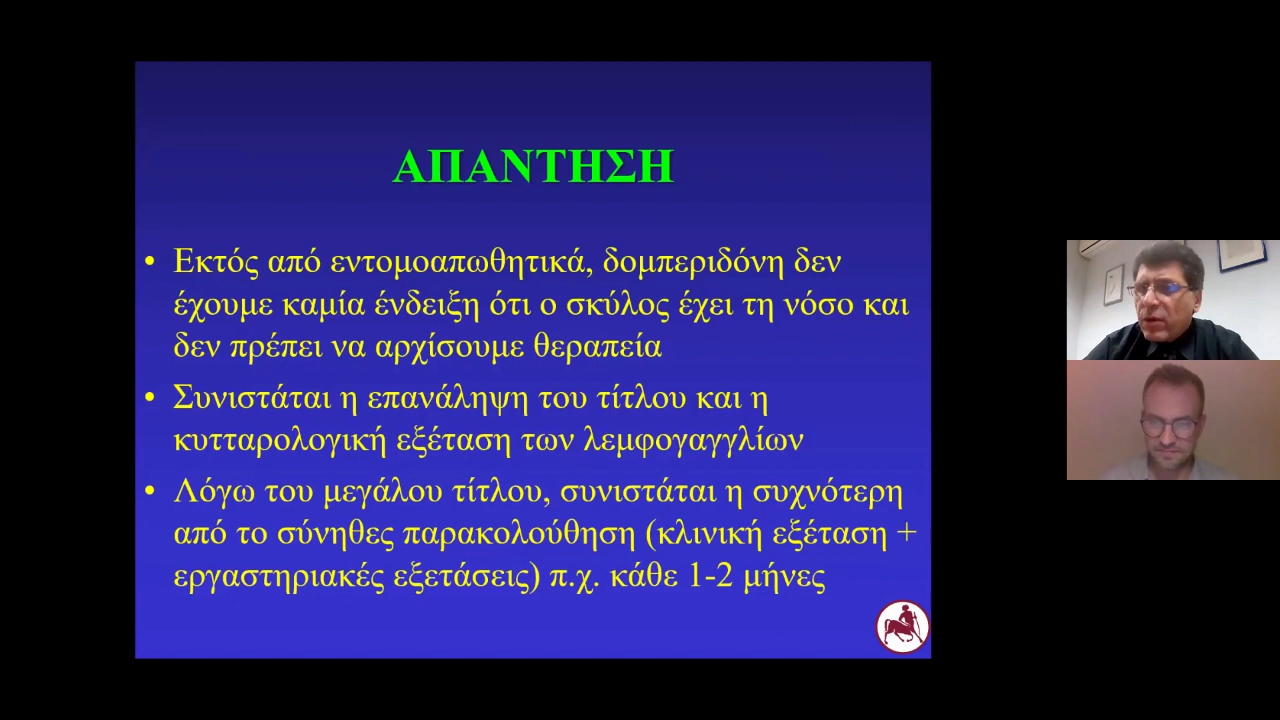 ΑΠΑΝΤΗΣΗ
• Εκτός από εντομοαπωθητικά, δομπεριδόνη δεν
έχουμε καμία ένδειξη ότι ο σκύλος έχει τη νόσο και
δεν πρέπει να αρχίσουμε θεραπεία
• Συνιστάται η επανάληψη του τίτλου και η
κυτταρολογική εξέταση των λεμφογαγγλίων
• Λόγω του μεγάλου τίτλου, συνιστάται η συχνότερη
από το σύνηθες παρακολούθηση (κλινική εξέταση +
εργαστηριακές εξετάσεις) π.χ. κάθε 1-2 μήνες